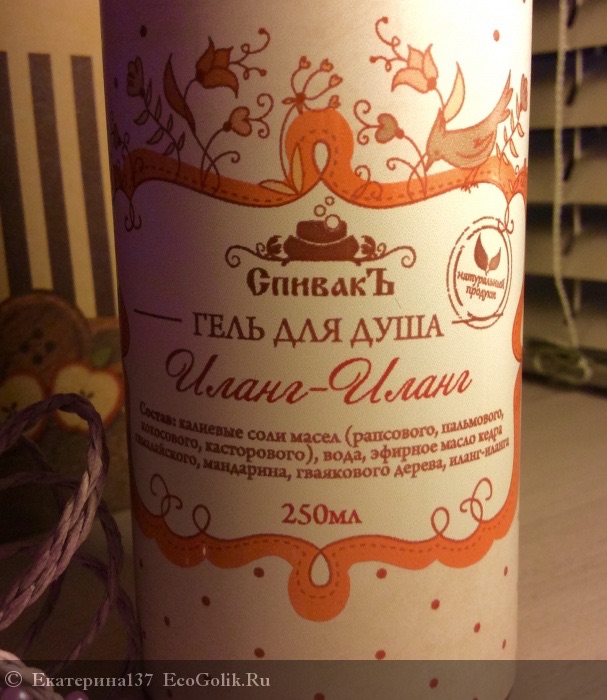 СпивакЪ
натуральный
продукт
ГЕЛЬ ДЛЯ ДУША
Иланг-Иланг
Состав: калиевые соли масел (рапсового, пальмового,
кокосового, касторового), вода, эфирное масло кедра
гималайского, мандарина, гваякового дерева, иланг-иланга
250мл
© Екатерина137 EcoGolik.Ru